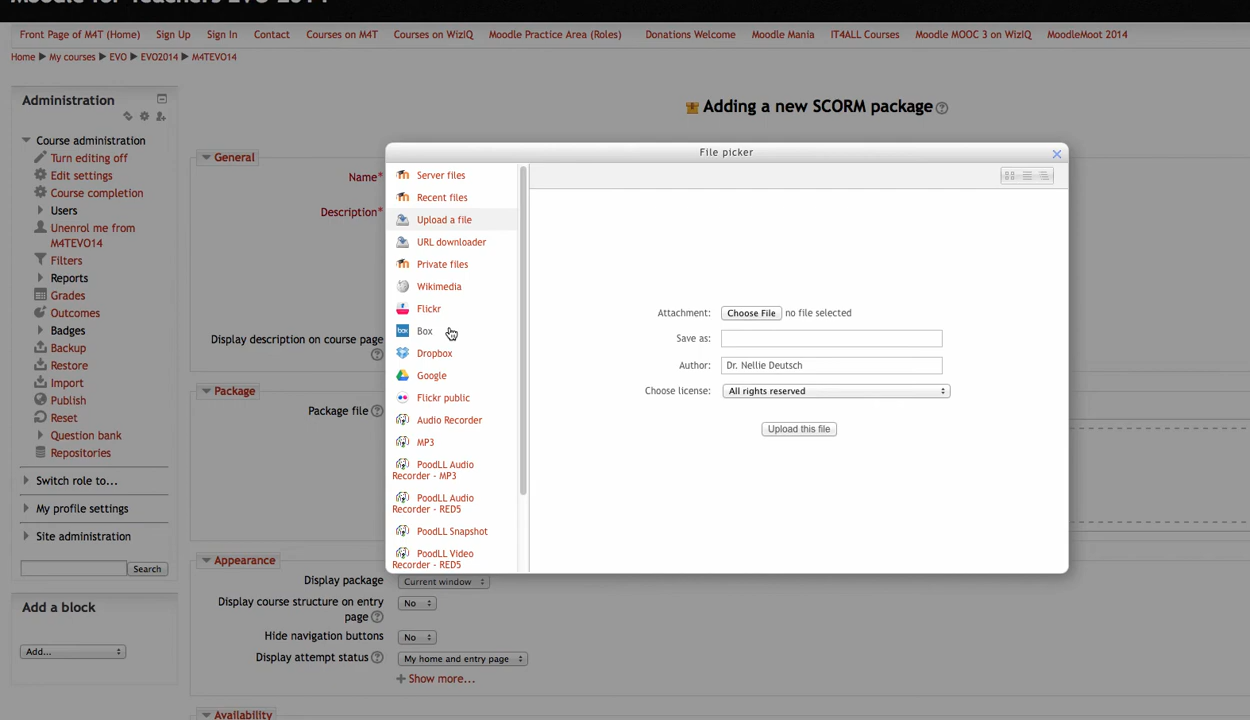 Moodle for Teachers EVO 2014
Front Page of M4T (Home) Sign Up Sign In Contact Courses on M4T Courses on WizIQ Moodle Practice Area (Roles) Donations Welcome Moodle Mania IT4ALL Courses Moodle MOOC 3 on WizIQ MoodleMoot 2014
Home ▶ My courses ▶ EVO ▶ EVO2014 ▶ M4TEVO14
Administration
Course administration
Turn editing off
Edit settings
Course completion
Users
Unenrol me from
M4TEVO14
Filters
Reports
Grades
Outcomes
Badges
Backup
Restore
Import
Publish
Reset
Question bank
Repositories
Switch role to...
My profile settings
Site administration
Search
Add a block
Add...
Adding a new SCORM package
General
Name*
Description*
Display description on course page
Package
Package file
Appearance
Display package Current window
Display course structure on entry
page No
Hide navigation buttons No
Display attempt status My home and entry page
Show more...
Availability
File picker
Server files
Recent files
Upload a file
URL downloader
Private files
Wikimedia
Flickr
Box
Dropbox
Google
Flickr public
Audio Recorder
MP3
PoodLL Audio
Recorder - MP3
PoodLL Audio
Recorder - RED5
PoodLL Snapshot
PoodLL Video
Recorder - RED5
Attachment: Choose File no file selected
Save as:
Author: Dr. Nellie Deutsch
Choose license: All rights reserved
Upload this file